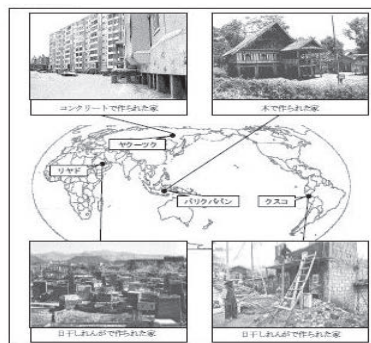 コンクリートで作られた家
木で作られた家
ヤクーツク
リヤド
バリクパパン
クスコ
日干しれんがで作られた家
日干しれんがで作られた家